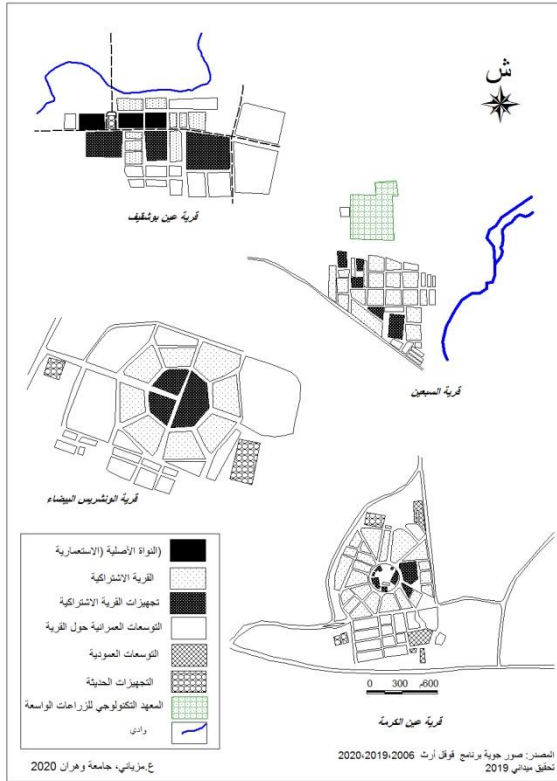 ش
قرية عين بوشقيف
قرية السبعين
قرية الونشريس البيضاء
(النواة الأصلية (الاستعمارية
القرية الاشتراكية
تجهيزات القرية الاشتراكية
التوسعات العمرانية حول القرية
التوسعات العمودية
التجهيزات الحديثة
المعهد التكنولوجي للزراعات الواسعة
وادي
0 300 600م
قرية عين الكرمة
المصدر: صور جوية برنامج قوقل أرث 2006،2019،2020
تحقيق ميداني 2019
ع.مزياني، جامعة وهران 2020